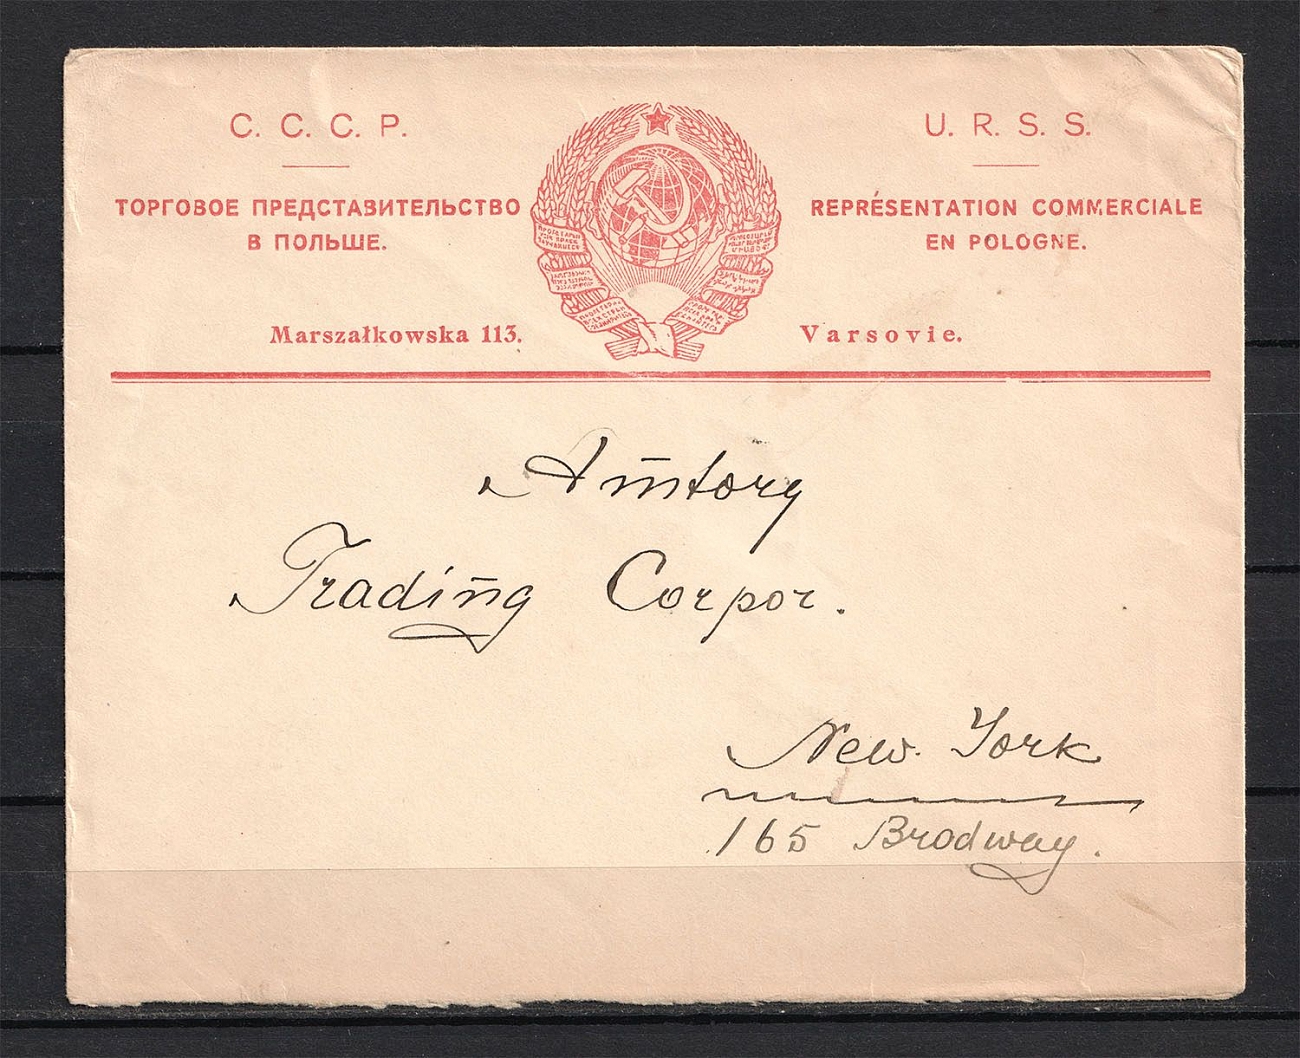 С. С. С. Р.
ТОРГОВОЕ ПРЕДСТАВИТЕЛЬСТВО
В ПОЛЬШЕ.
U. R. S. S.
REPRÉSENTATION COMMERCIALE
EN POLOGNE.
Marszałkowska 113.
Varsovie.
Amtorg
Trading Corpor.
New. York
165 Brodway.